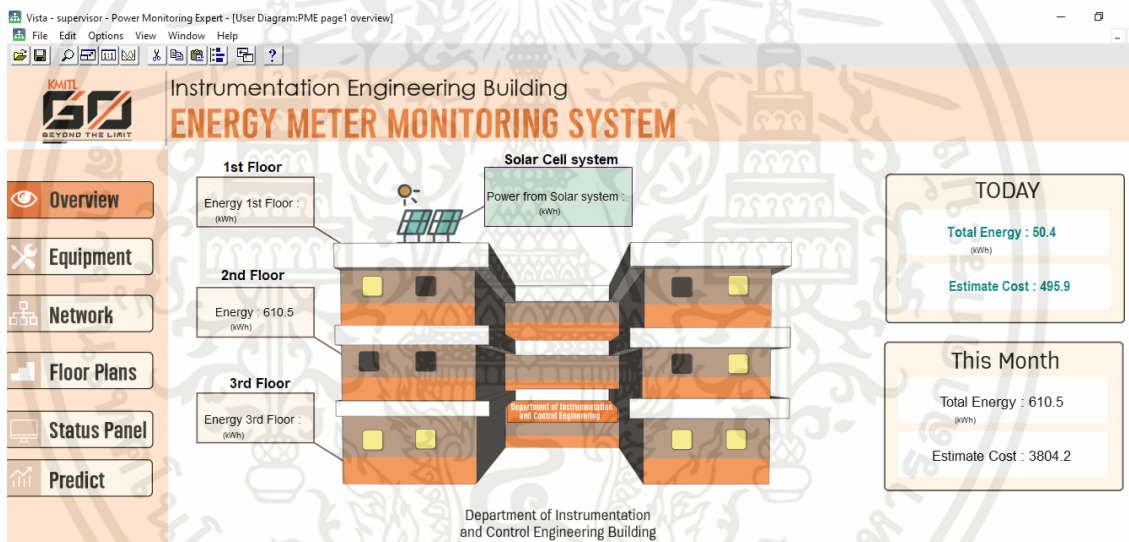 Vista - supervisor - Power Monitoring Expert - [User Diagram:PME page1 overview]
File Edit Options View Window Help
KMITL
GO
BEYOND THE LIMIT
Instrumentation Engineering Building
ENERGY METER MONITORING SYSTEM
Overview
Equipment
Network
Floor Plans
Status Panel
Predict
1st Floor
Energy 1st Floor :
(kWh)
2nd Floor
Energy : 610.5
(kWh)
3rd Floor
Energy 3rd Floor :
(kWh)
Solar Cell system
Power from Solar system :
(kWh)
Department of Instrumentation
and Control Enginerering
Department of Instrumentation
and Control Engineering Building
TODAY
Total Energy : 50.4
(kWh)
Estimate Cost : 495.9
This Month
Total Energy : 610.5
(kWh)
Estimate Cost : 3804.2